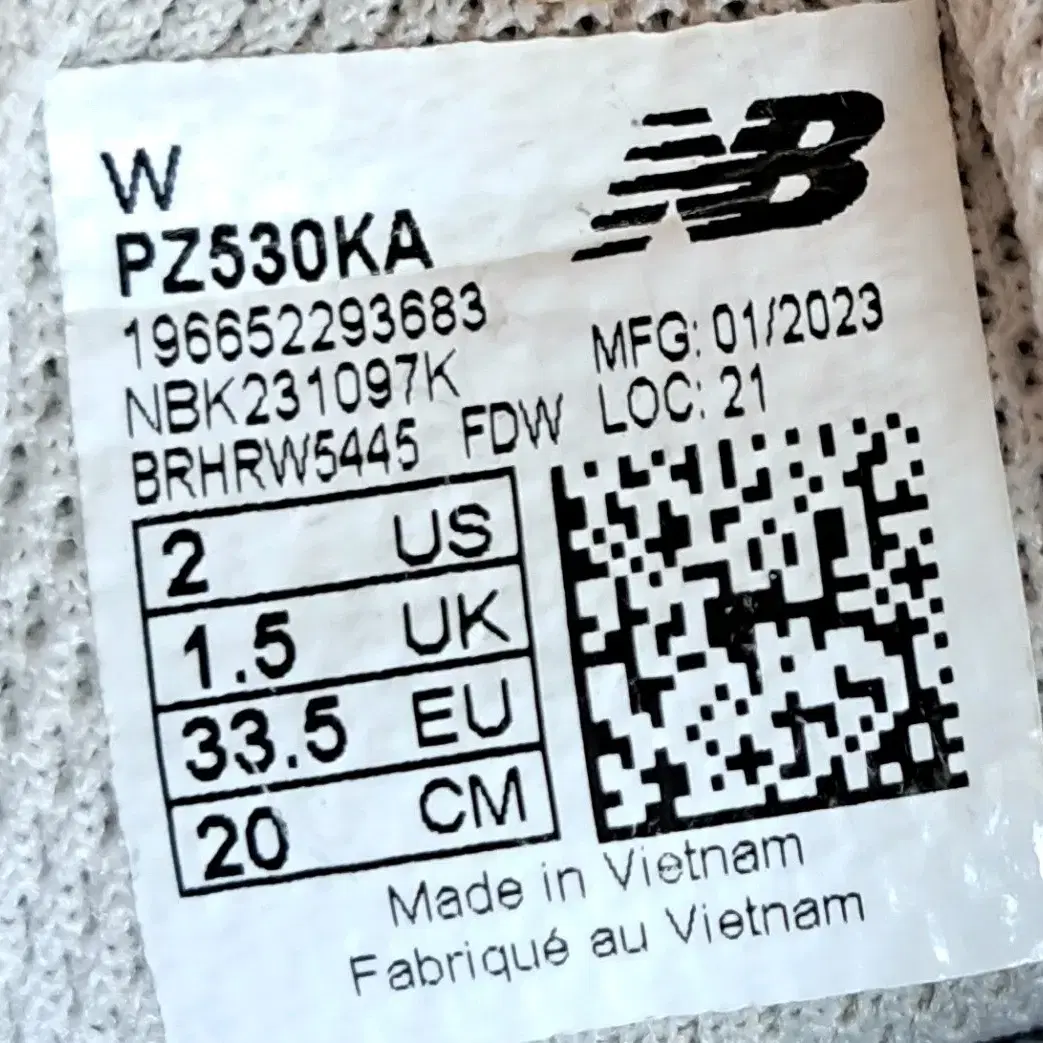 NB
W
PZ530KA
196652293683
NBK231097K MFG: 01/2023
BRHRW5445 FDW LOC: 21
2 US
1.5 UK
33.5 EU
20 CM
Made in Vietnam
Fabriqué au Vietnam